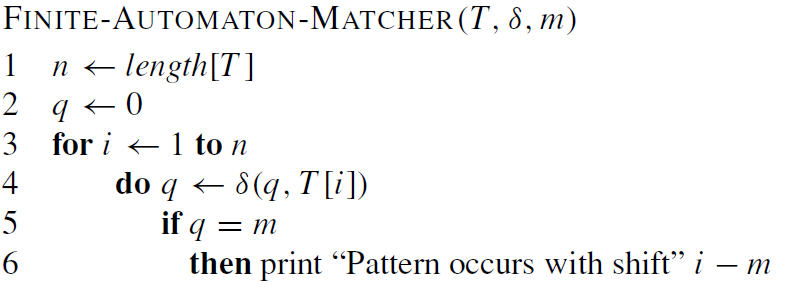 FINITE-AUTOMATON-MATCHER(T, δ, m)
1 n ← length[T]
2 q ← 0
3 for i ← 1 to n
4 do q ← δ(q, T[i])
5 if q = m
6 then print “Pattern occurs with shift” i − m